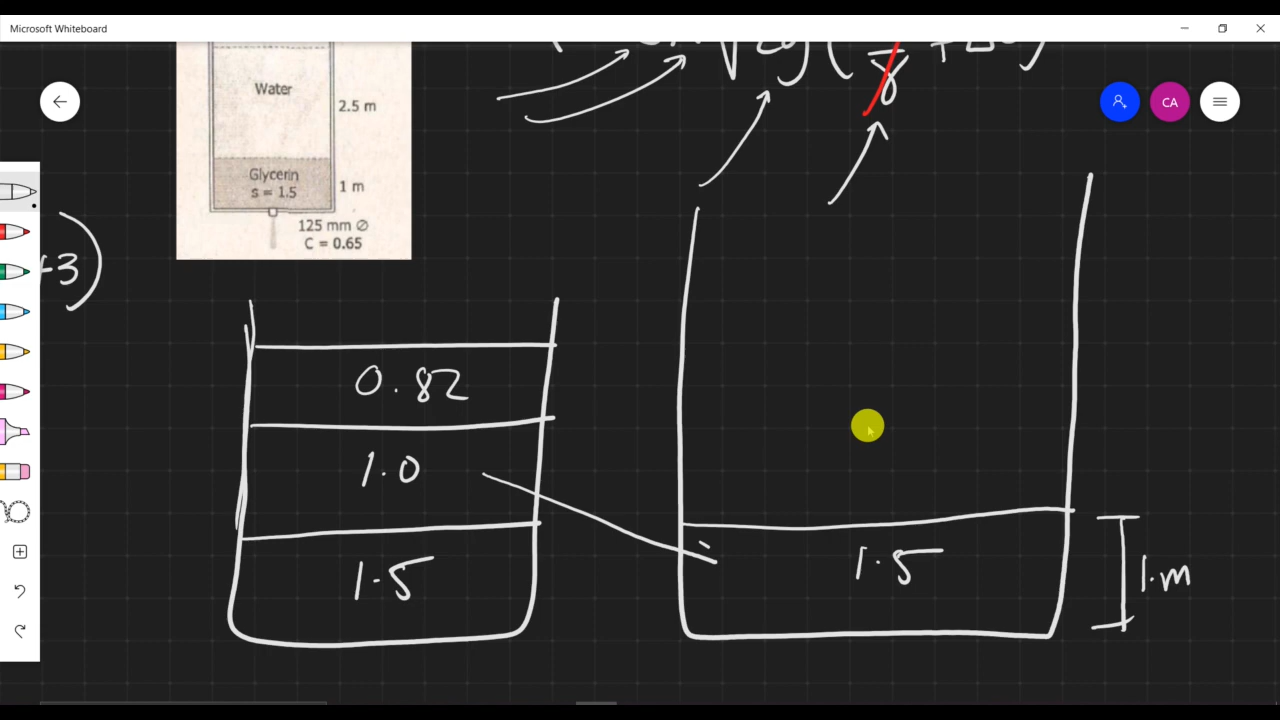 Microsoft Whiteboard
Water
2.5 m
Glycerin
s = 1.5
1 m
125 mm Ø
C = 0.65
CA
+3)
0.82
1.0
1.5
1.5
1.m